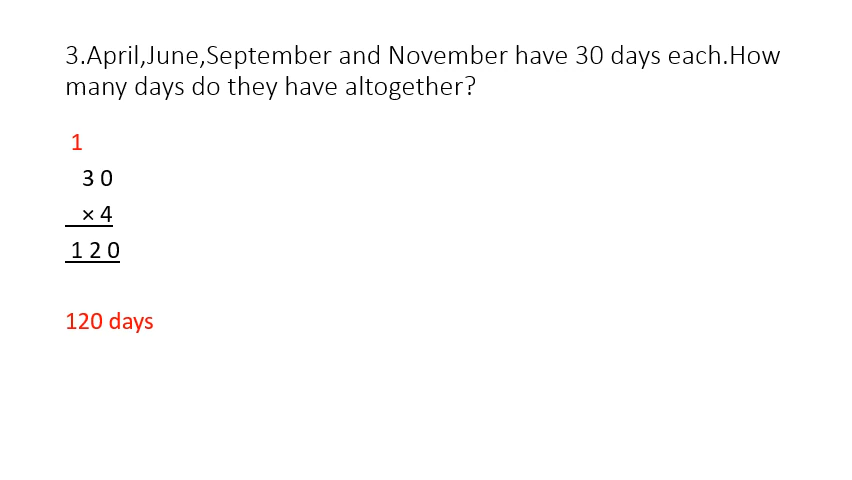 3.April,June,September and November have 30 days each.How
many days do they have altogether?
1
3 0
× 4
1 2 0
120 days